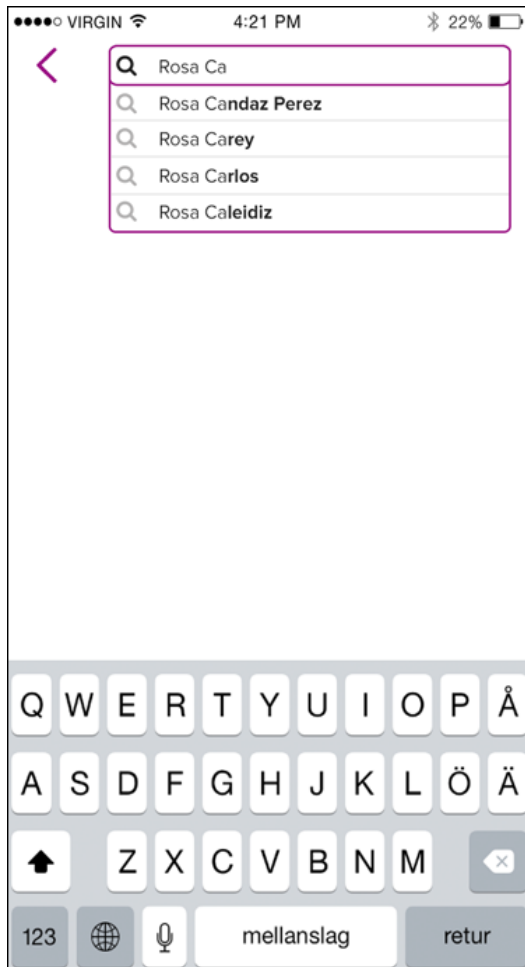 VIRGIN 4:21 PM 22%
Rosa Ca
Rosa Candaz Perez
Rosa Carey
Rosa Carlos
Rosa Caleidiz
Q W E R T Y U I O P Å
A S D F G H J K L Ö Ä
Z X C V B N M
123 mellanslag retur